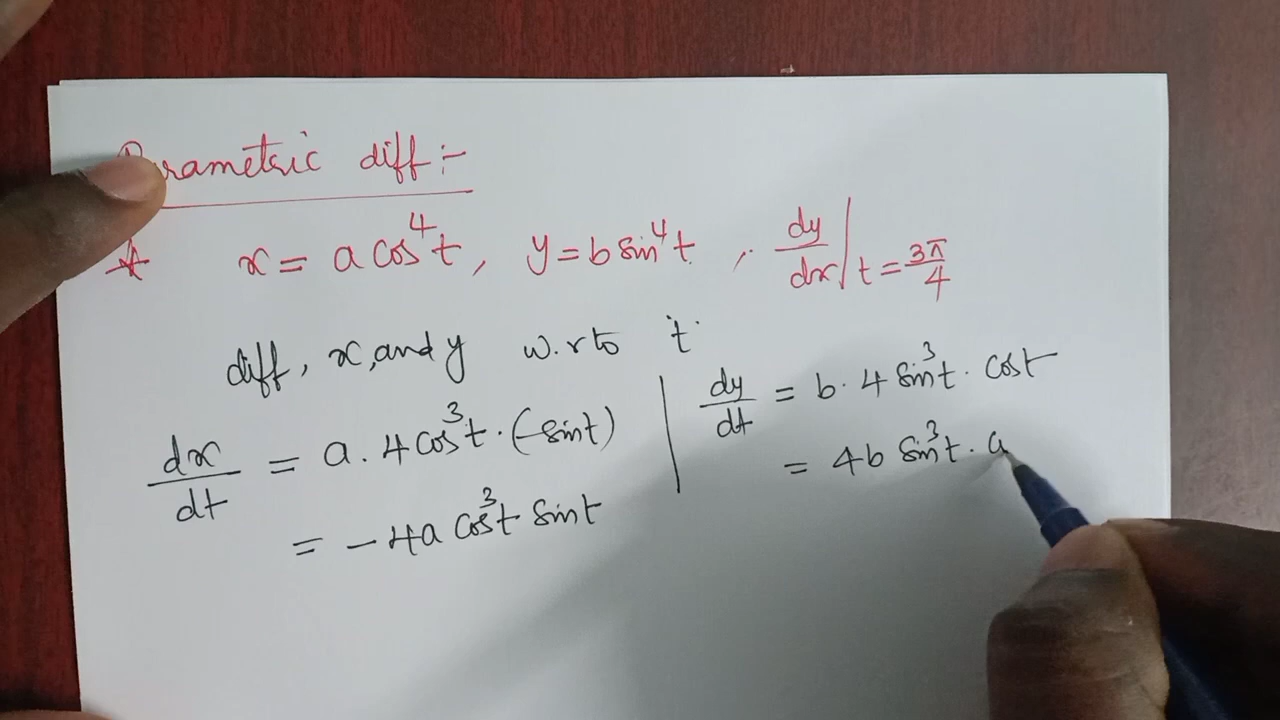 Parametric diff :-
x = a cos⁴t, y = b sin⁴t, dy/dx | t = 3π/4
diff, x, and y w.r to 't'
dx/dt = a . 4 cos³t . (-sint)
= - 4a cos³t sint
dy/dt = b . 4 sin³t . cost
= 4b sin³t .